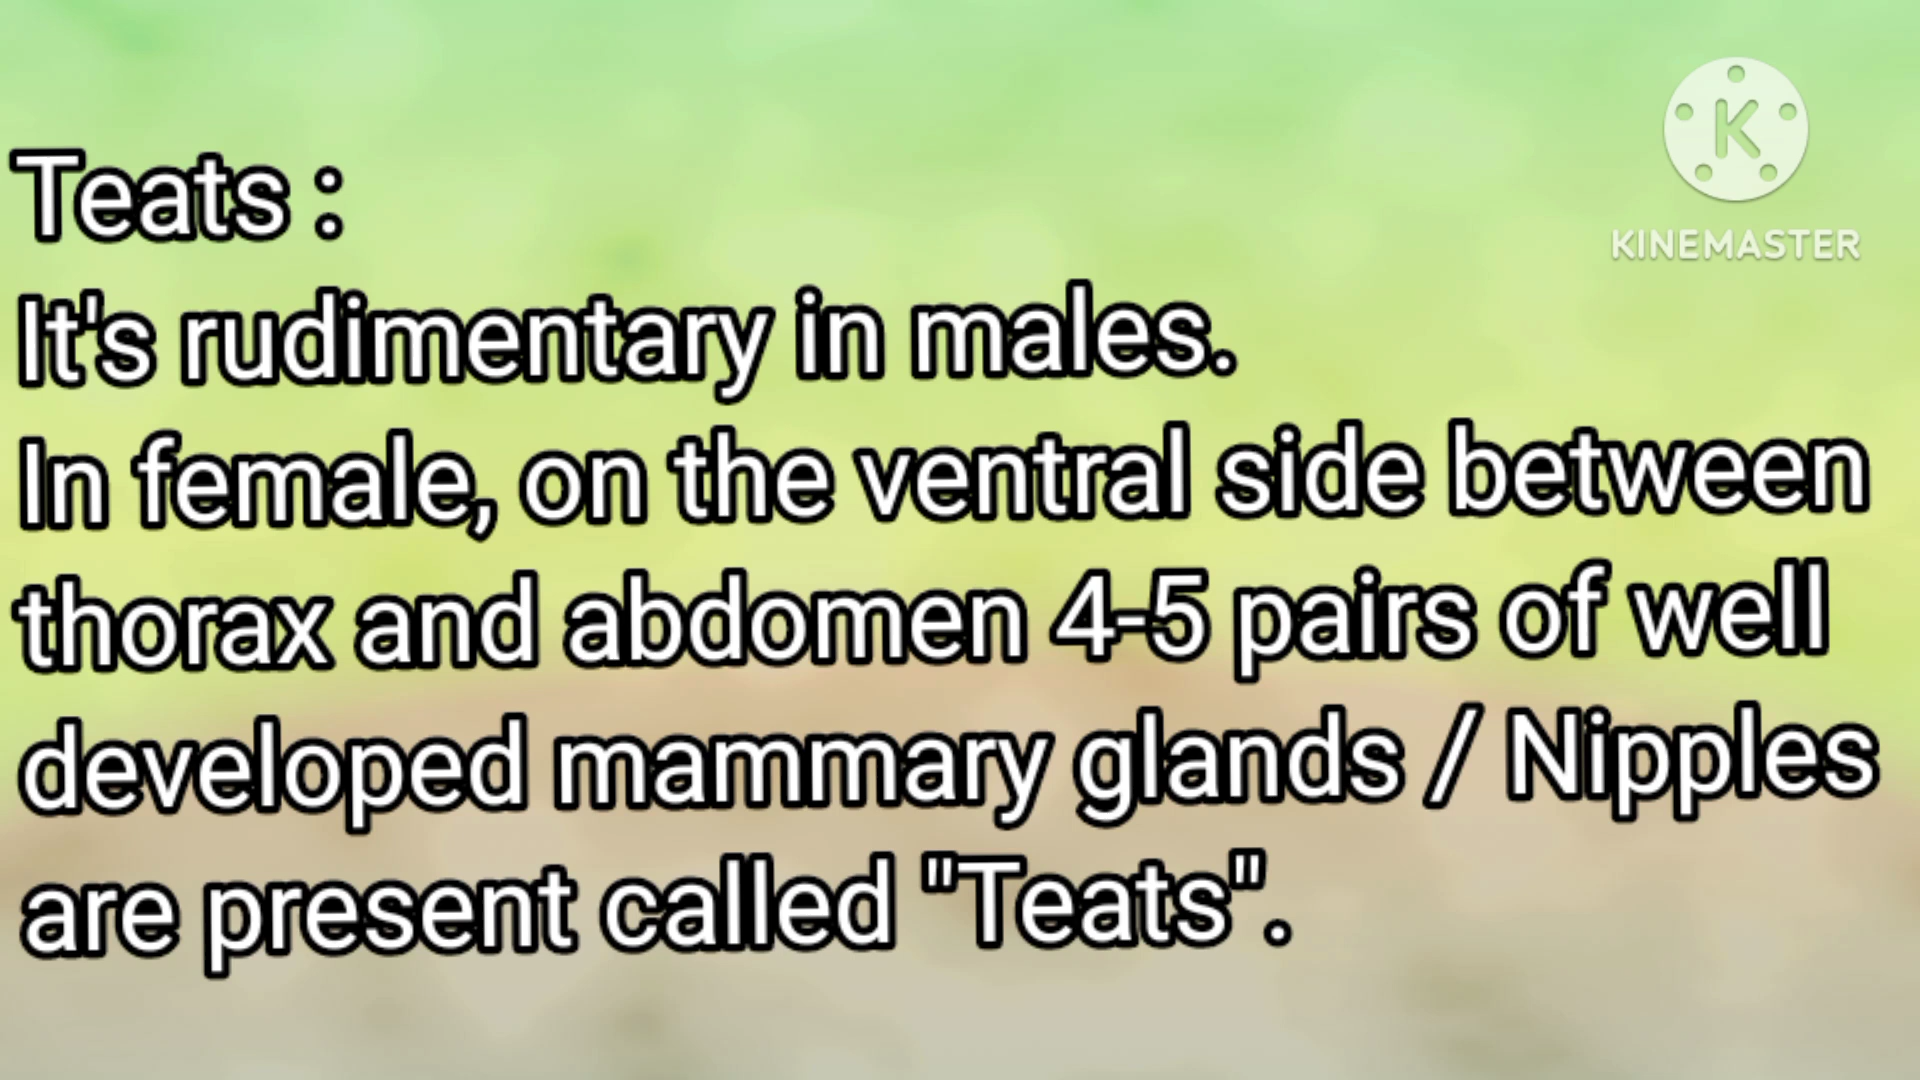 K
KINEMASTER
Teats :
It's rudimentary in males.
In female, on the ventral side between
thorax and abdomen 4-5 pairs of well
developed mammary glands / Nipples
are present called "Teats".